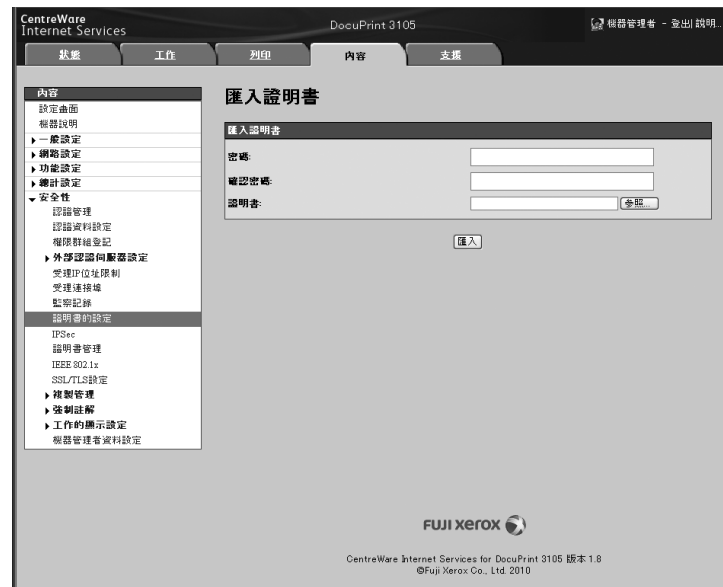 CentreWare
Internet Services
DocuPrint 3105
機器管理者 - 登出|說明...
狀態
工作
列印
內容
支援
內容
設定畫面
機器說明
一般設定
網路設定
功能設定
總計設定
安全性
認證管理
認證資料設定
權限群組登記
外部認證伺服器設定
受理IP位址限制
受理連接埠
監察記錄
證明書的設定
IPSec
證明書管理
IEEE 802.1x
SSL/TLS設定
複製管理
強制註解
工作的顯示設定
機器管理者資料設定
匯入證明書
匯入證明書
密碼:
確認密碼:
證明書:
参照...
匯入
FUJI XEROX
CentreWare Internet Services for DocuPrint 3105 版本 1.8
©Fuji Xerox Co., Ltd. 2010